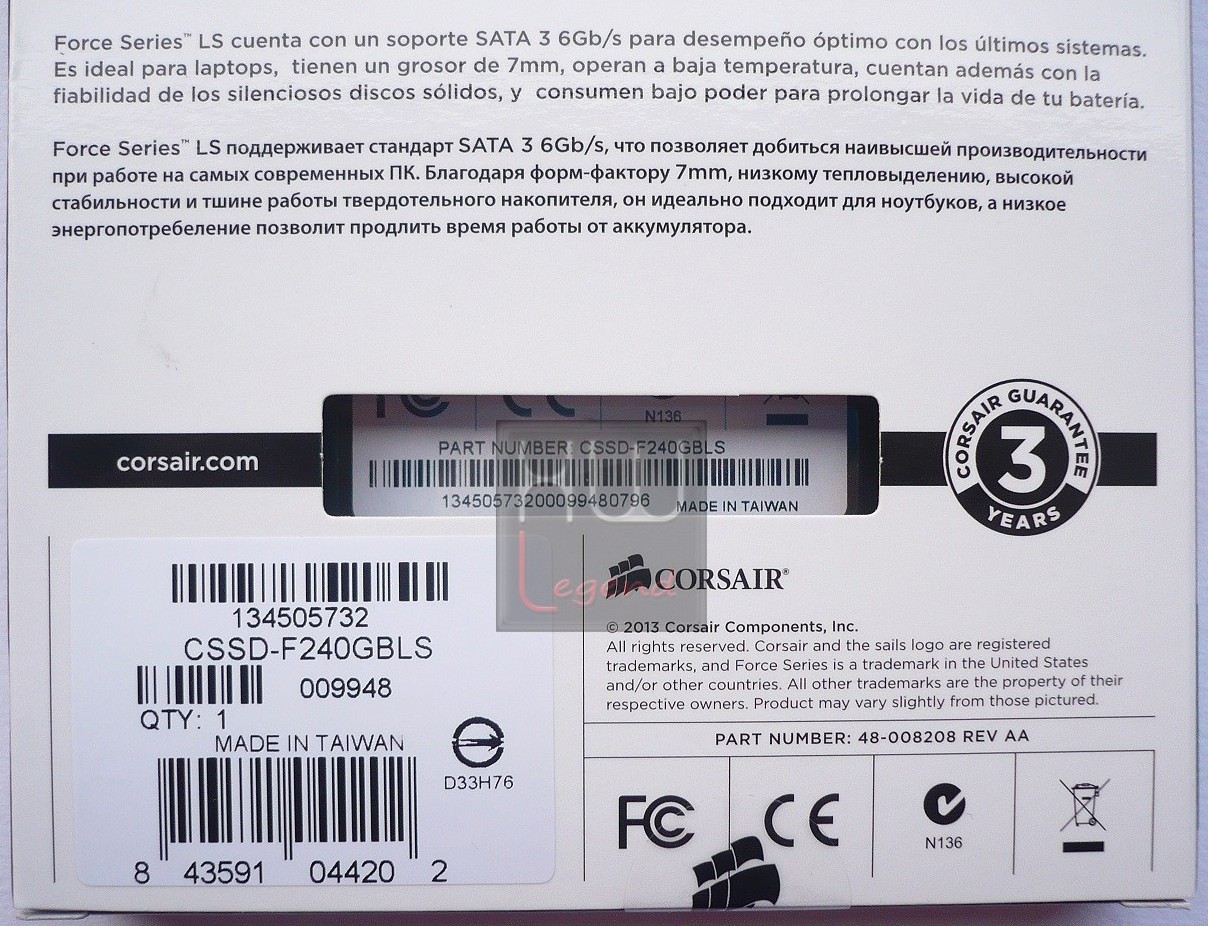 Force Series™ LS cuenta con un soporte SATA 3 6Gb/s para desempeño óptimo con los últimos sistemas.
Es ideal para laptops, tienen un grosor de 7mm, operan a baja temperatura, cuentan además con la
fiabilidad de los silenciosos discos sólidos, y consumen bajo poder para prolongar la vida de tu batería.
Force Series™ LS поддерживает стандарт SATA 3 6Gb/s, что позволяет добиться наивысшей производительности
при работе на самых современных ПК. Благодаря форм-фактору 7mm, низкому тепловыделению, высокой
стабильности и тшине работы твердотельного накопителя, он идеально подходит для ноутбуков, а низкое
энергопотребеление позволит продлить время работы от аккумулятора.
FC CE N136
PART NUMBER: CSSD-F240GBLS
13450573200099480796 MADE IN TAIWAN
corsair.com
CORSAIR GUARANTEE
3
YEARS
HW
Legend
134505732
CSSD-F240GBLS
009948
QTY: 1
MADE IN TAIWAN
D33H76
8 43591 04420 2
CORSAIR®
© 2013 Corsair Components, Inc.
All rights reserved. Corsair and the sails logo are registered
trademarks, and Force Series is a trademark in the United States
and/or other countries. All other trademarks are the property of their
respective owners. Product may vary slightly from those pictured.
PART NUMBER: 48-008208 REV AA
FC CE N136